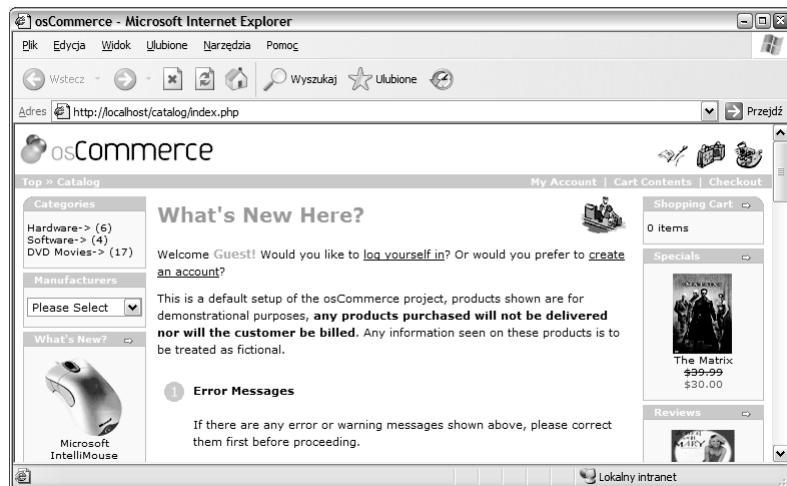 osCommerce - Microsoft Internet Explorer
Plik Edycja Widok Ulubione Narzędzia Pomoc
Wstecz Wyszukaj Ulubione
Adres http://localhost/catalog/index.php Przejdź
osCommerce
Top » Catalog My Account | Cart Contents | Checkout
Categories
Hardware-> (6)
Software-> (4)
DVD Movies-> (17)
Manufacturers
Please Select
What's New?
Microsoft
IntelliMouse
What's New Here?
Welcome Guest! Would you like to log yourself in? Or would you prefer to create
an account?
This is a default setup of the osCommerce project, products shown are for
demonstrational purposes, any products purchased will not be delivered
nor will the customer be billed. Any information seen on these products is to
be treated as fictional.
1 Error Messages
If there are any error or warning messages shown above, please correct
them first before proceeding.
Shopping Cart
0 items
Specials
MATRIX
The Matrix
$39.99
$30.00
Reviews
MARY
Lokalny intranet